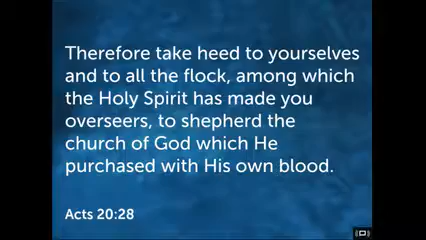 Therefore take heed to yourselves
and to all the flock, among which
the Holy Spirit has made you
overseers, to shepherd the
church of God which He
purchased with His own blood.
Acts 20:28